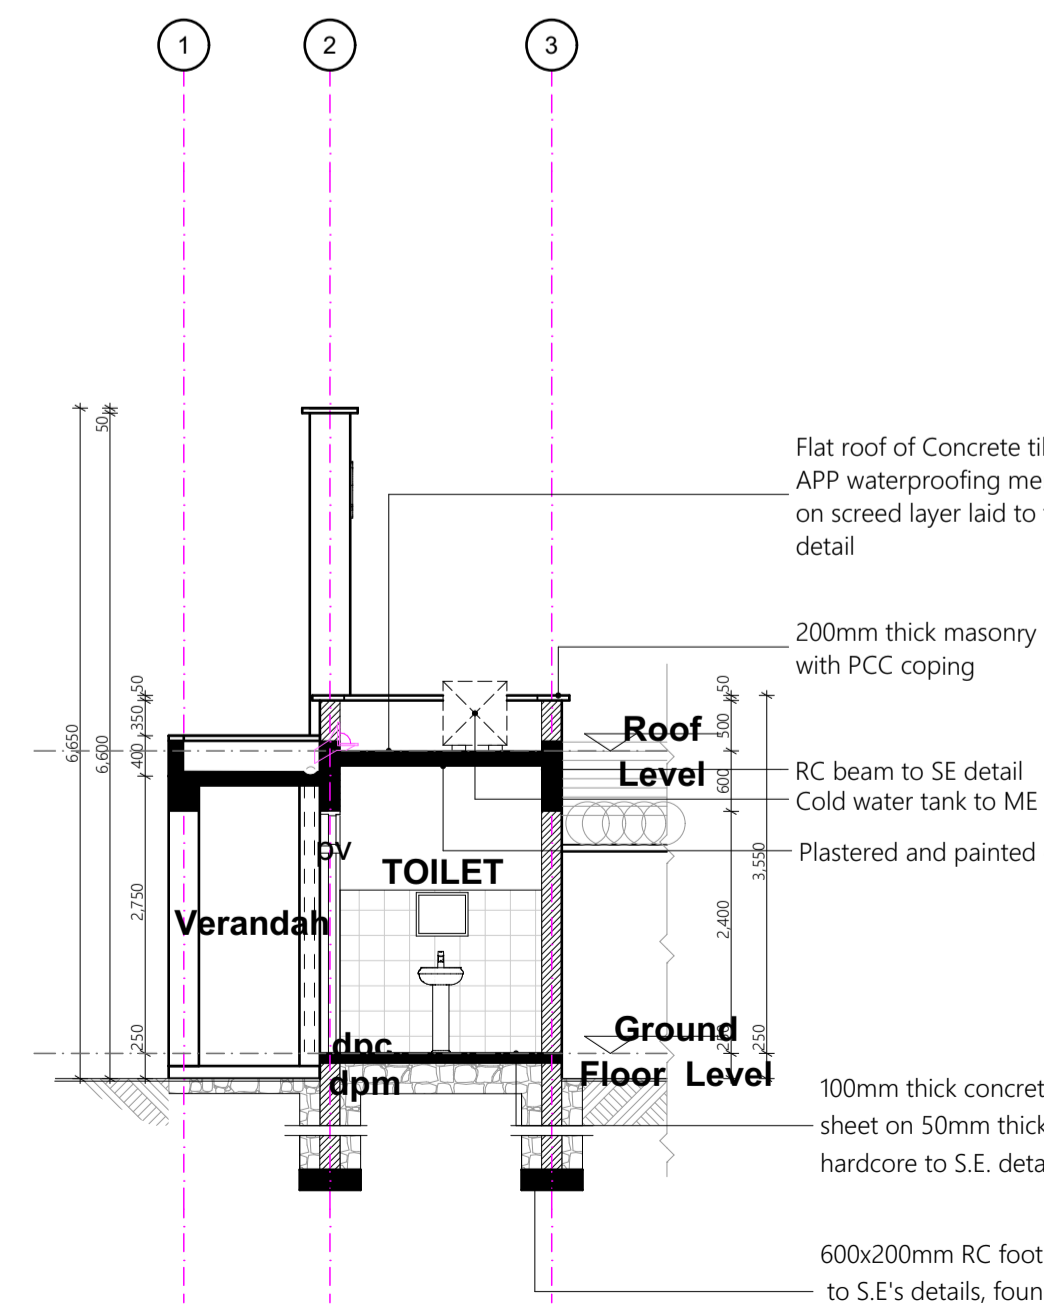 1
2
3
6,650
6,600
50
50
350
400
2,750
250
50
500
600
2,400
250
3,550
250
Flat roof of Concrete til
APP waterproofing me
on screed layer laid to
detail
200mm thick masonry
with PCC coping
Roof
Level
RC beam to SE detail
Cold water tank to ME
Plastered and painted
pv
TOILET
Verandah
dpc
dpm
Ground
Floor Level
100mm thick concret
sheet on 50mm thick
hardcore to S.E. deta
600x200mm RC foot
to S.E's details, foun